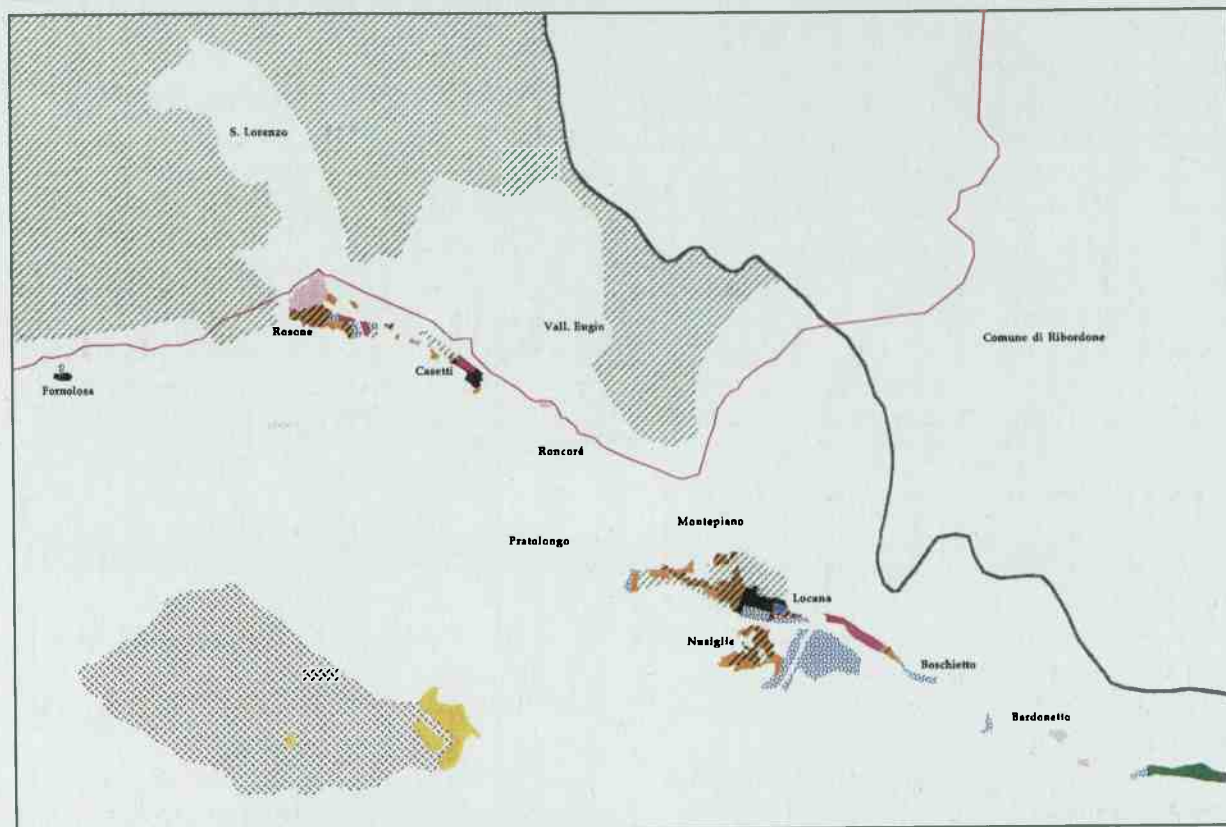 S. Lorenzo
Vall. Eugio
Comune di Ribordone
Rosone
Casetti
Fornolosa
Roncorè
Montepiano
Pratolongo
Locana
Nusiglie
Boschietto
Bardonetto